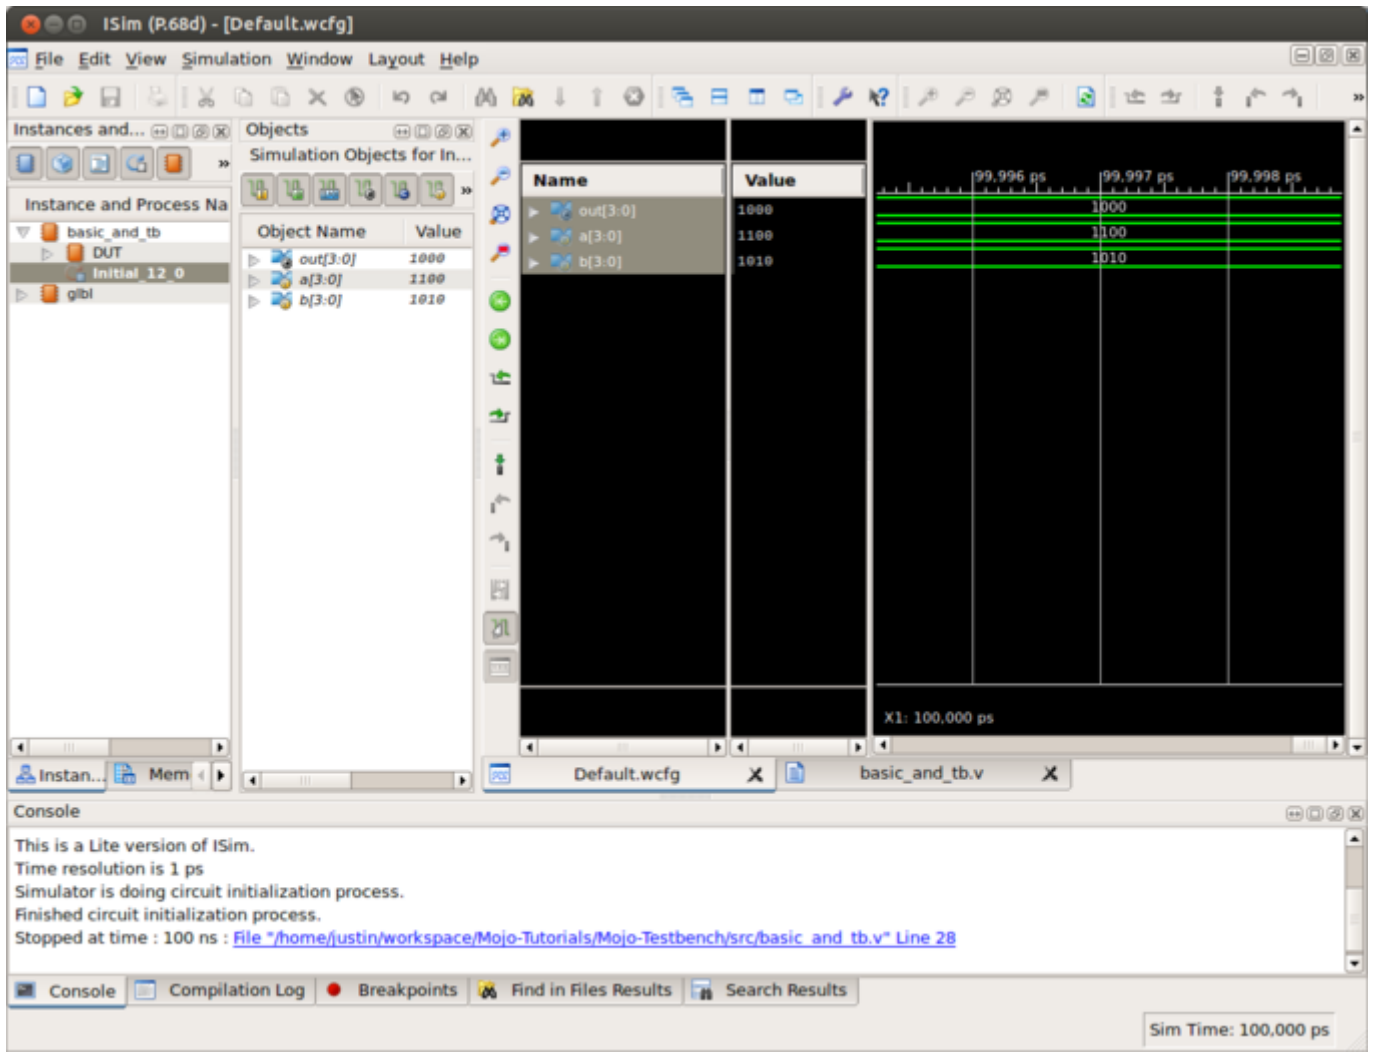 ISim (P.68d) - [Default.wcfg]
File Edit View Simulation Window Layout Help
Instances and... Objects
Simulation Objects for In...
Instance and Process Na
basic_and_tb
DUT
Initial_12_0
glbl
Object Name Value
out[3:0] 1000
a[3:0] 1100
b[3:0] 1010
Name Value
out[3:0] 1000
a[3:0] 1100
b[3:0] 1010
99,996 ps 99,997 ps 99,998 ps
1000
1100
1010
X1: 100,000 ps
Instan... Mem
Default.wcfg basic_and_tb.v
Console
This is a Lite version of ISim.
Time resolution is 1 ps
Simulator is doing circuit initialization process.
Finished circuit initialization process.
Stopped at time : 100 ns : File "/home/justin/workspace/Mojo-Tutorials/Mojo-Testbench/src/basic_and_tb.v" Line 28
Console Compilation Log Breakpoints Find in Files Results Search Results
Sim Time: 100,000 ps